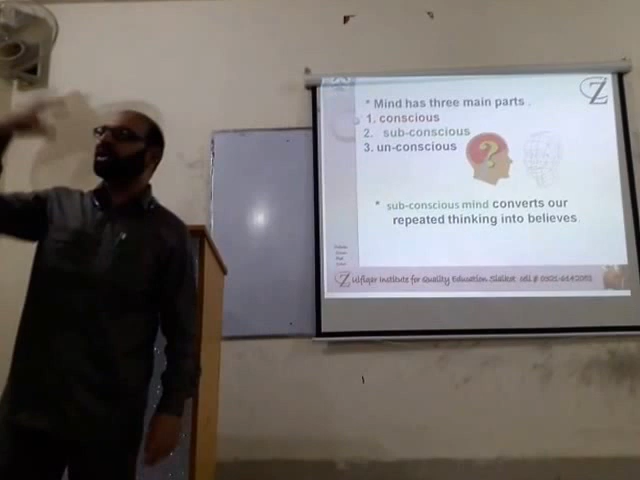 * Mind has three main parts .
1. conscious
2. sub-conscious
3. un-conscious
?
* sub-conscious mind converts our
repeated thinking into believes
Zulfiqar Institute for Quality Education Sialkot cell #